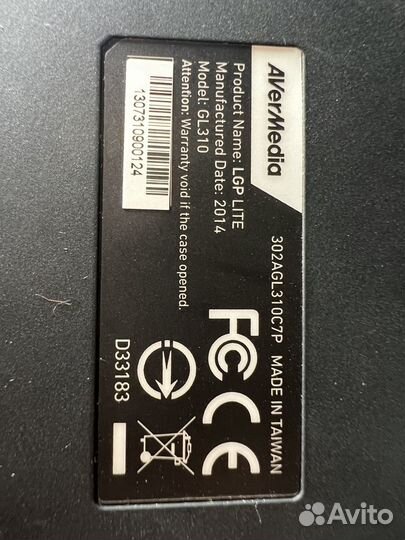 AVerMedia
Product Name: LGP LITE
Manufactured Date: 2014
Model: GL310
1307310900124
Attention: Warranty void if the case opened.
302AGL310C7P MADE IN TAIWAN
FC CE
D33183
Avito